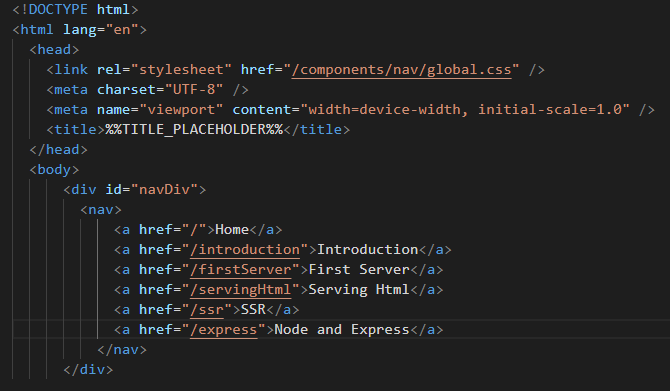 <!DOCTYPE html>
<html lang="en">
<head>
<link rel="stylesheet" href="/components/nav/global.css" />
<meta charset="UTF-8" />
<meta name="viewport" content="width=device-width, initial-scale=1.0" />
<title>%%TITLE_PLACEHOLDER%%</title>
</head>
<body>
<div id="navDiv">
<nav>
<a href="/">Home</a>
<a href="/introduction">Introduction</a>
<a href="/firstServer">First Server</a>
<a href="/servingHtml">Serving Html</a>
<a href="/ssr">SSR</a>
<a href="/express">Node and Express</a>
</nav>
</div>